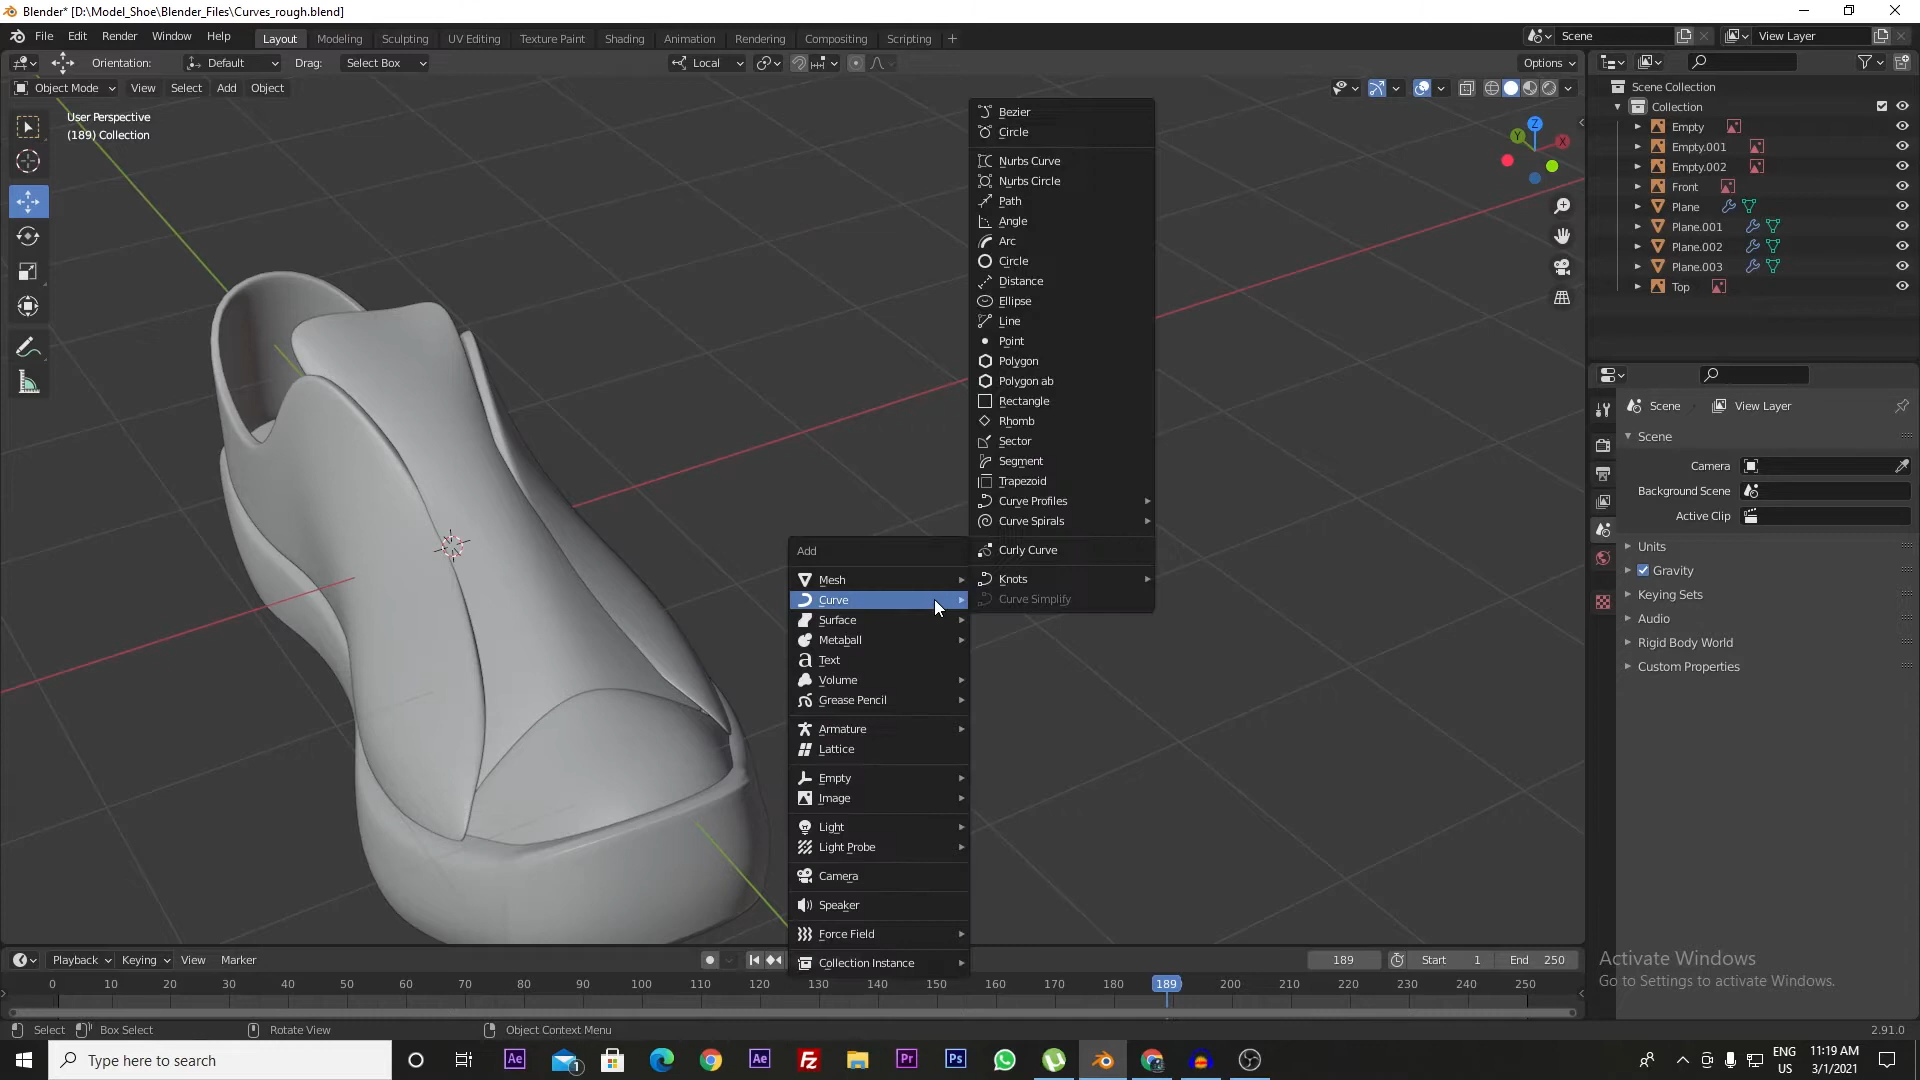 Blender* [D:\Model_Shoe\Blender_Files\Curves_rough.blend]
File Edit Render Window Help
Layout Modeling Sculpting UV Editing Texture Paint Shading Animation Rendering Compositing Scripting +
Scene
View Layer
Orientation: Default Drag: Select Box
Local
Options
Object Mode View Select Add Object
User Perspective
(189) Collection
Z
Y
X
Bezier
Circle
Nurbs Curve
Nurbs Circle
Path
Angle
Arc
Circle
Distance
Ellipse
Line
Point
Polygon
Polygon ab
Rectangle
Rhomb
Sector
Segment
Trapezoid
Curve Profiles
Curve Spirals
Curly Curve
Knots
Curve Simplify
Add
Mesh
Curve
Surface
Metaball
Text
Volume
Grease Pencil
Armature
Lattice
Empty
Image
Light
Light Probe
Camera
Speaker
Force Field
Collection Instance
Scene Collection
Collection
Empty
Empty.001
Empty.002
Front
Plane
Plane.001
Plane.002
Plane.003
Top
Scene View Layer
Scene
Camera
Background Scene
Active Clip
Units
Gravity
Keying Sets
Audio
Rigid Body World
Custom Properties
Activate Windows
Go to Settings to activate Windows.
Playback Keying View Marker
189 Start 1 End 250
0 10 20 30 40 50 60 70 80 90 100 110 120 130 140 150 160 170 180 189 200 210 220 230 240 250
Select Box Select Rotate View Object Context Menu
2.91.0
Type here to search
Ae
1
Ae
Fz
Pr
Ps
ENG
US
11:19 AM
3/1/2021